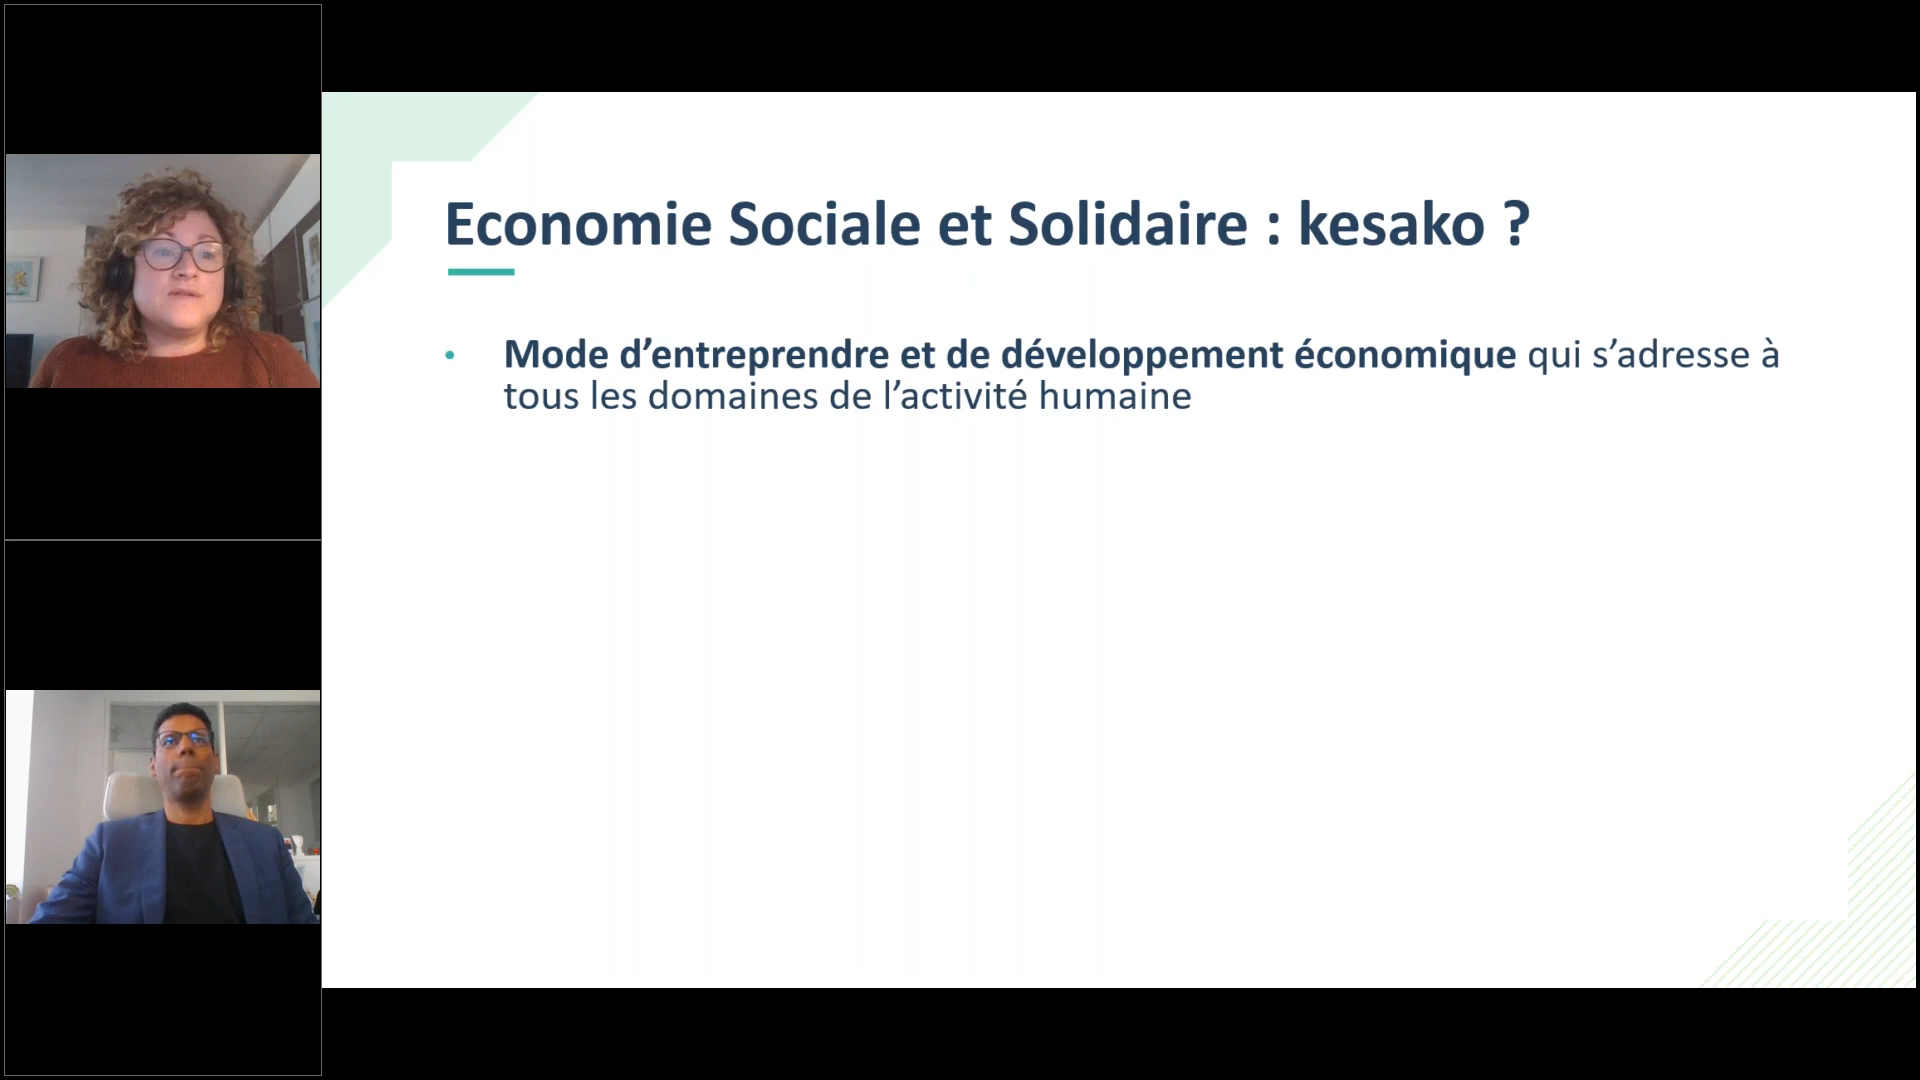 Economie Sociale et Solidaire : kesako ?
• Mode d’entreprendre et de développement économique qui s’adresse à
tous les domaines de l’activité humaine